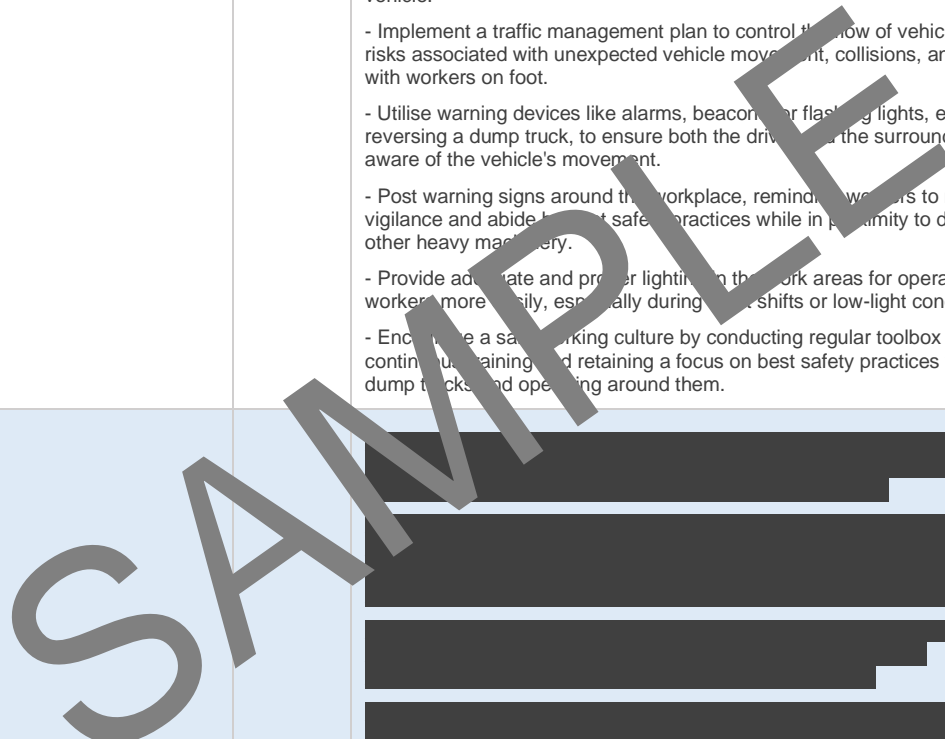 vehicle.
- Implement a traffic management plan to control the flow of vehic
risks associated with unexpected vehicle movement, collisions, an
with workers on foot.
- Utilise warning devices like alarms, beacons or flashing lights, e
reversing a dump truck, to ensure both the driver and the surround
aware of the vehicle's movement.
- Post warning signs around the workplace, reminding workers to
vigilance and abide by best safety practices while in proximity to d
other heavy machinery.
- Provide adequate and proper lighting in the work areas for opera
workers more easily, especially during shifts or low-light con
- Encourage a safe working culture by conducting regular toolbox
continuous training and retaining a focus on best safety practices
dump trucks and operating around them.
SAMPLE